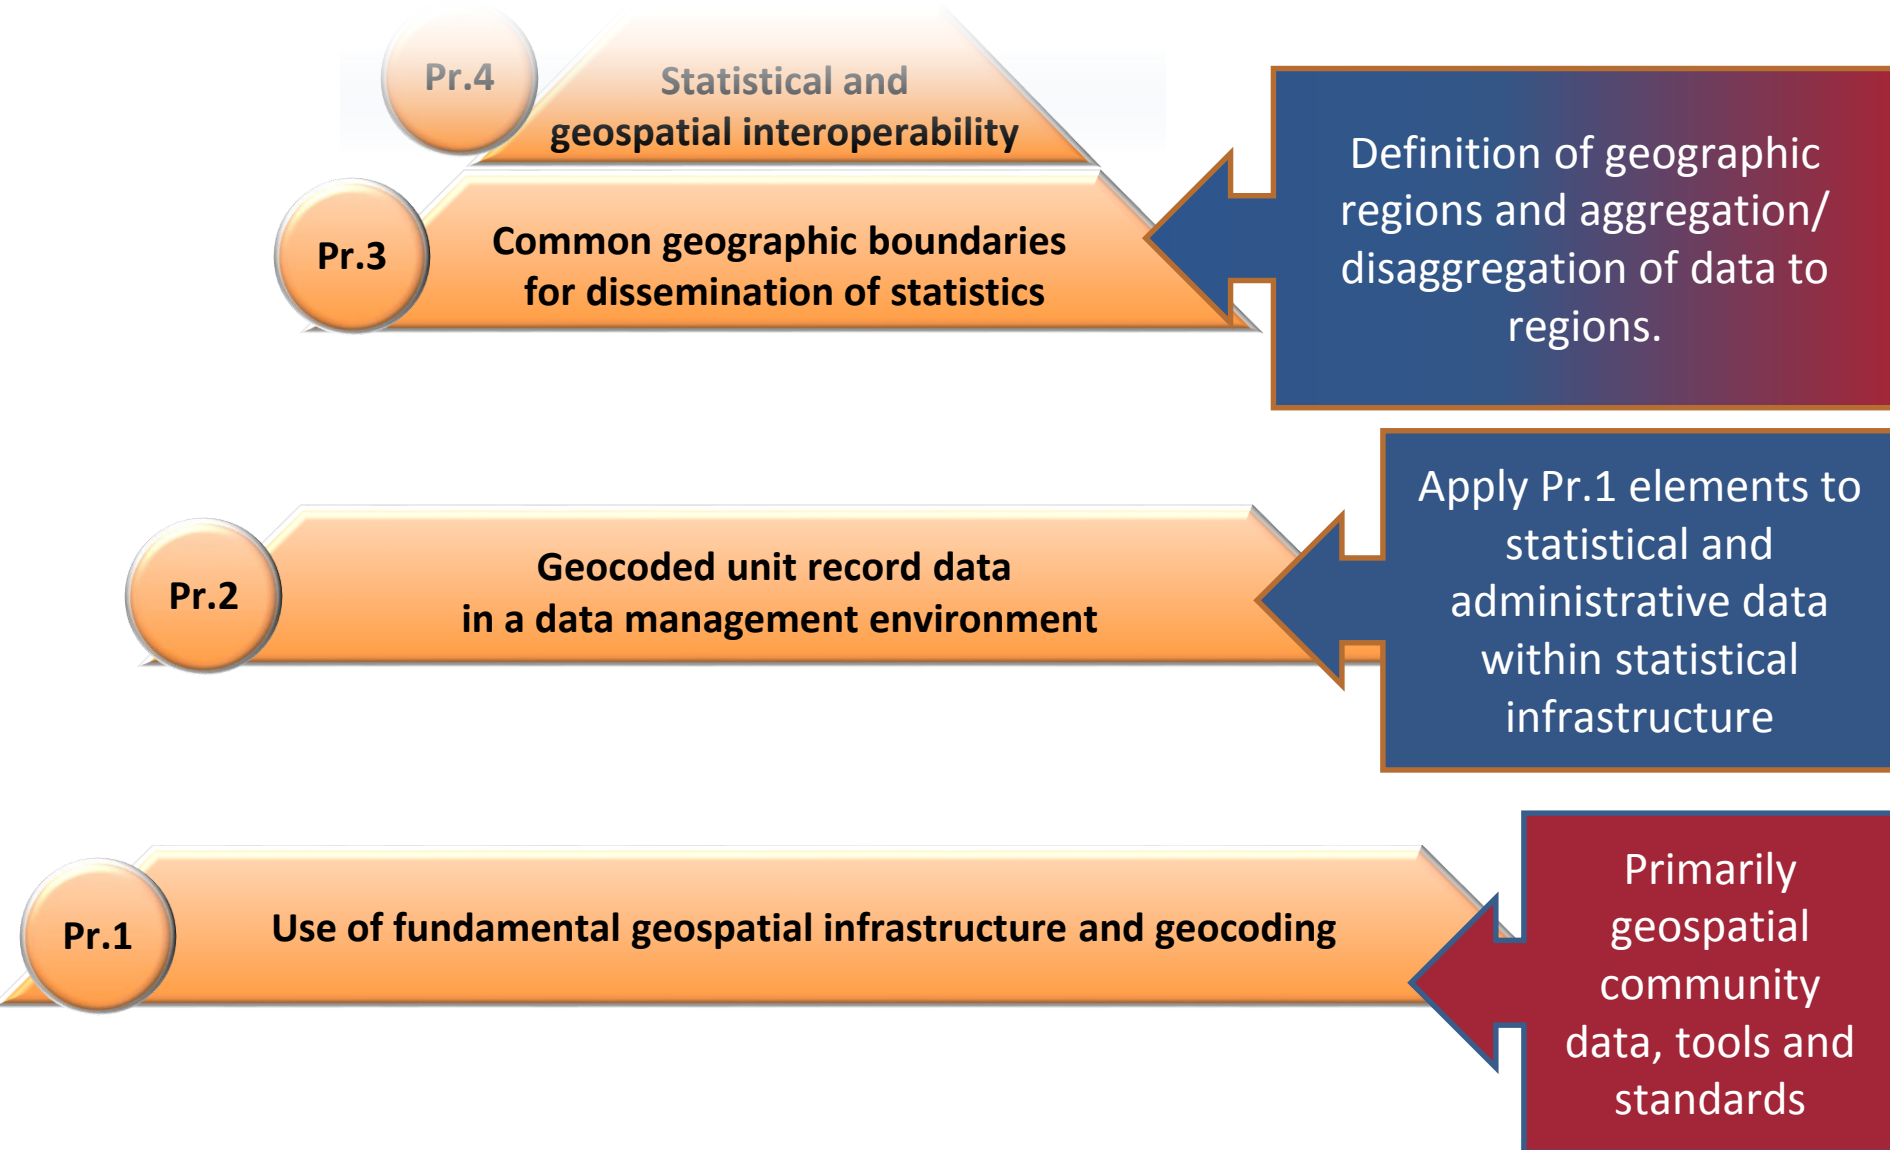 Pr.4
Statistical and
geospatial interoperability
Pr.3
Common geographic boundaries
for dissemination of statistics
Definition of geographic
regions and aggregation/
disaggregation of data to
regions.
Pr.2
Geocoded unit record data
in a data management environment
Apply Pr.1 elements to
statistical and
administrative data
within statistical
infrastructure
Pr.1
Use of fundamental geospatial infrastructure and geocoding
Primarily
geospatial
community
data, tools and
standards